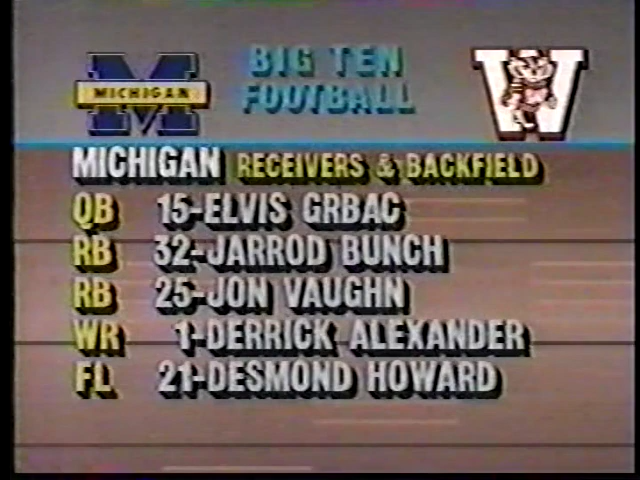 MICHIGAN
BIG TEN
FOOTBALL
W
MICHIGAN RECEIVERS & BACKFIELD
QB 15-ELVIS GRBAC
RB 32-JARROD BUNCH
RB 25-JON VAUGHN
WR 1-DERRICK ALEXANDER
FL 21-DESMOND HOWARD